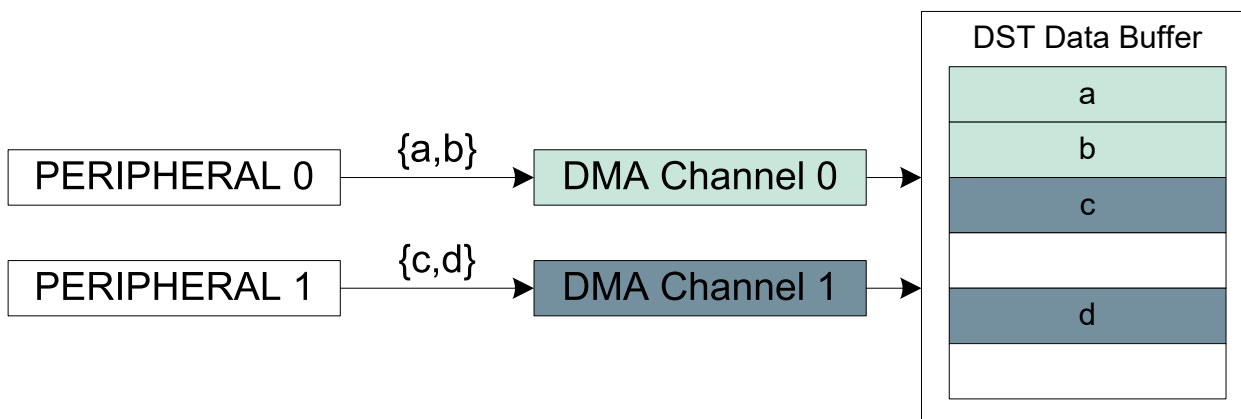 DST Data Buffer
a
b
c
d
{a,b}
PERIPHERAL 0
DMA Channel 0
{c,d}
PERIPHERAL 1
DMA Channel 1